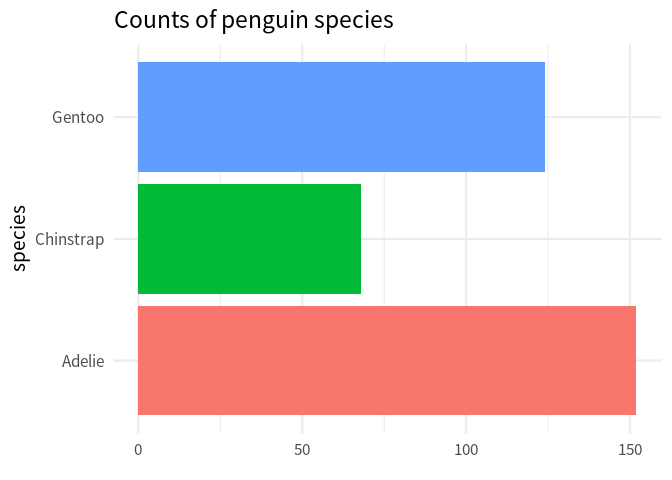 Counts of penguin species
Gentoo
species
Chinstrap
Adelie
0 50 100 150